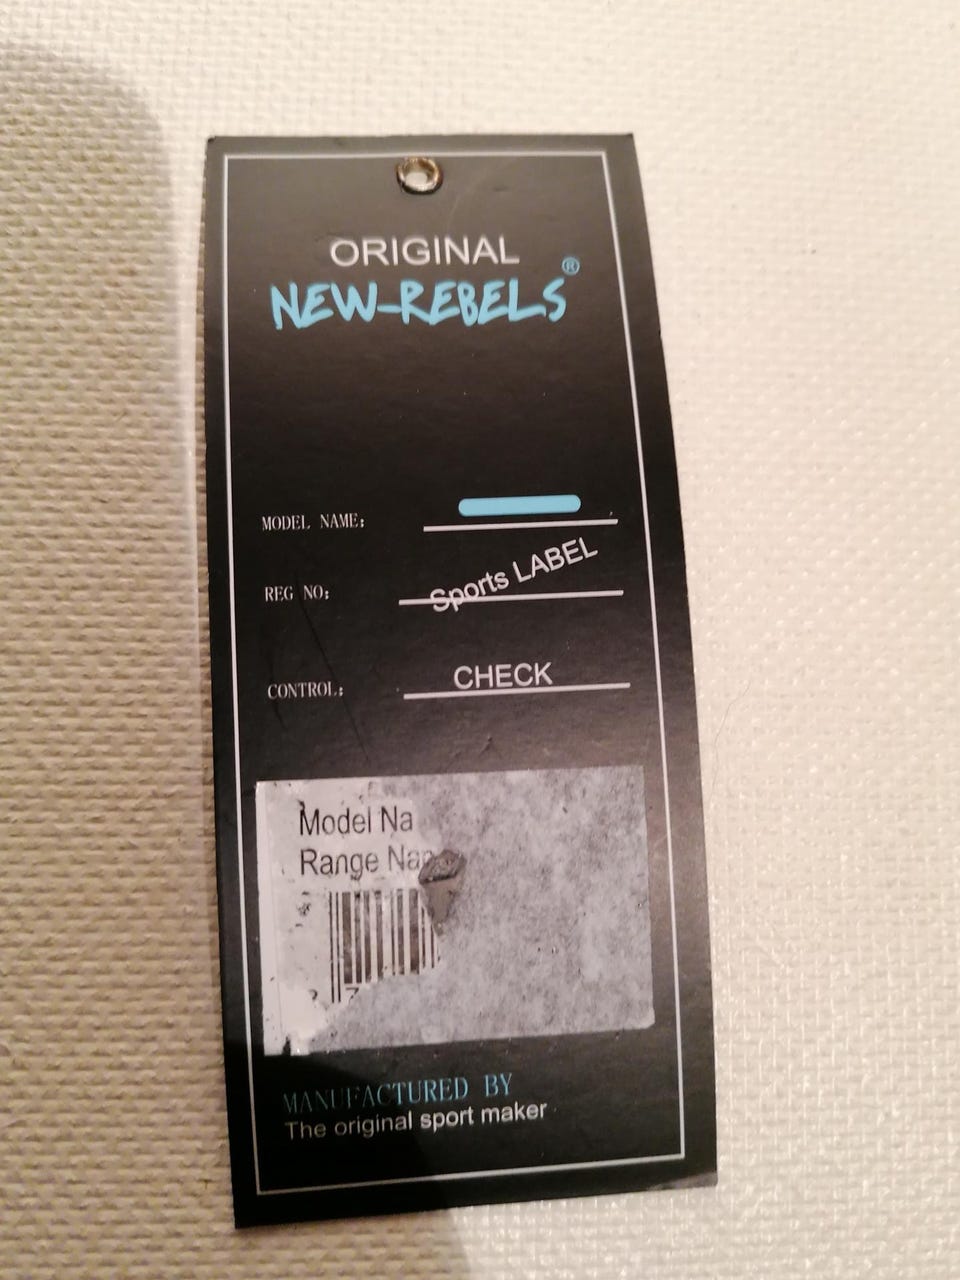 ORIGINAL
NEW-REBELS®
MODEL NAME:
REG NO: Sports LABEL
CONTROL: CHECK
Model Na
Range Nam
MANUFACTURED BY
The original sport maker